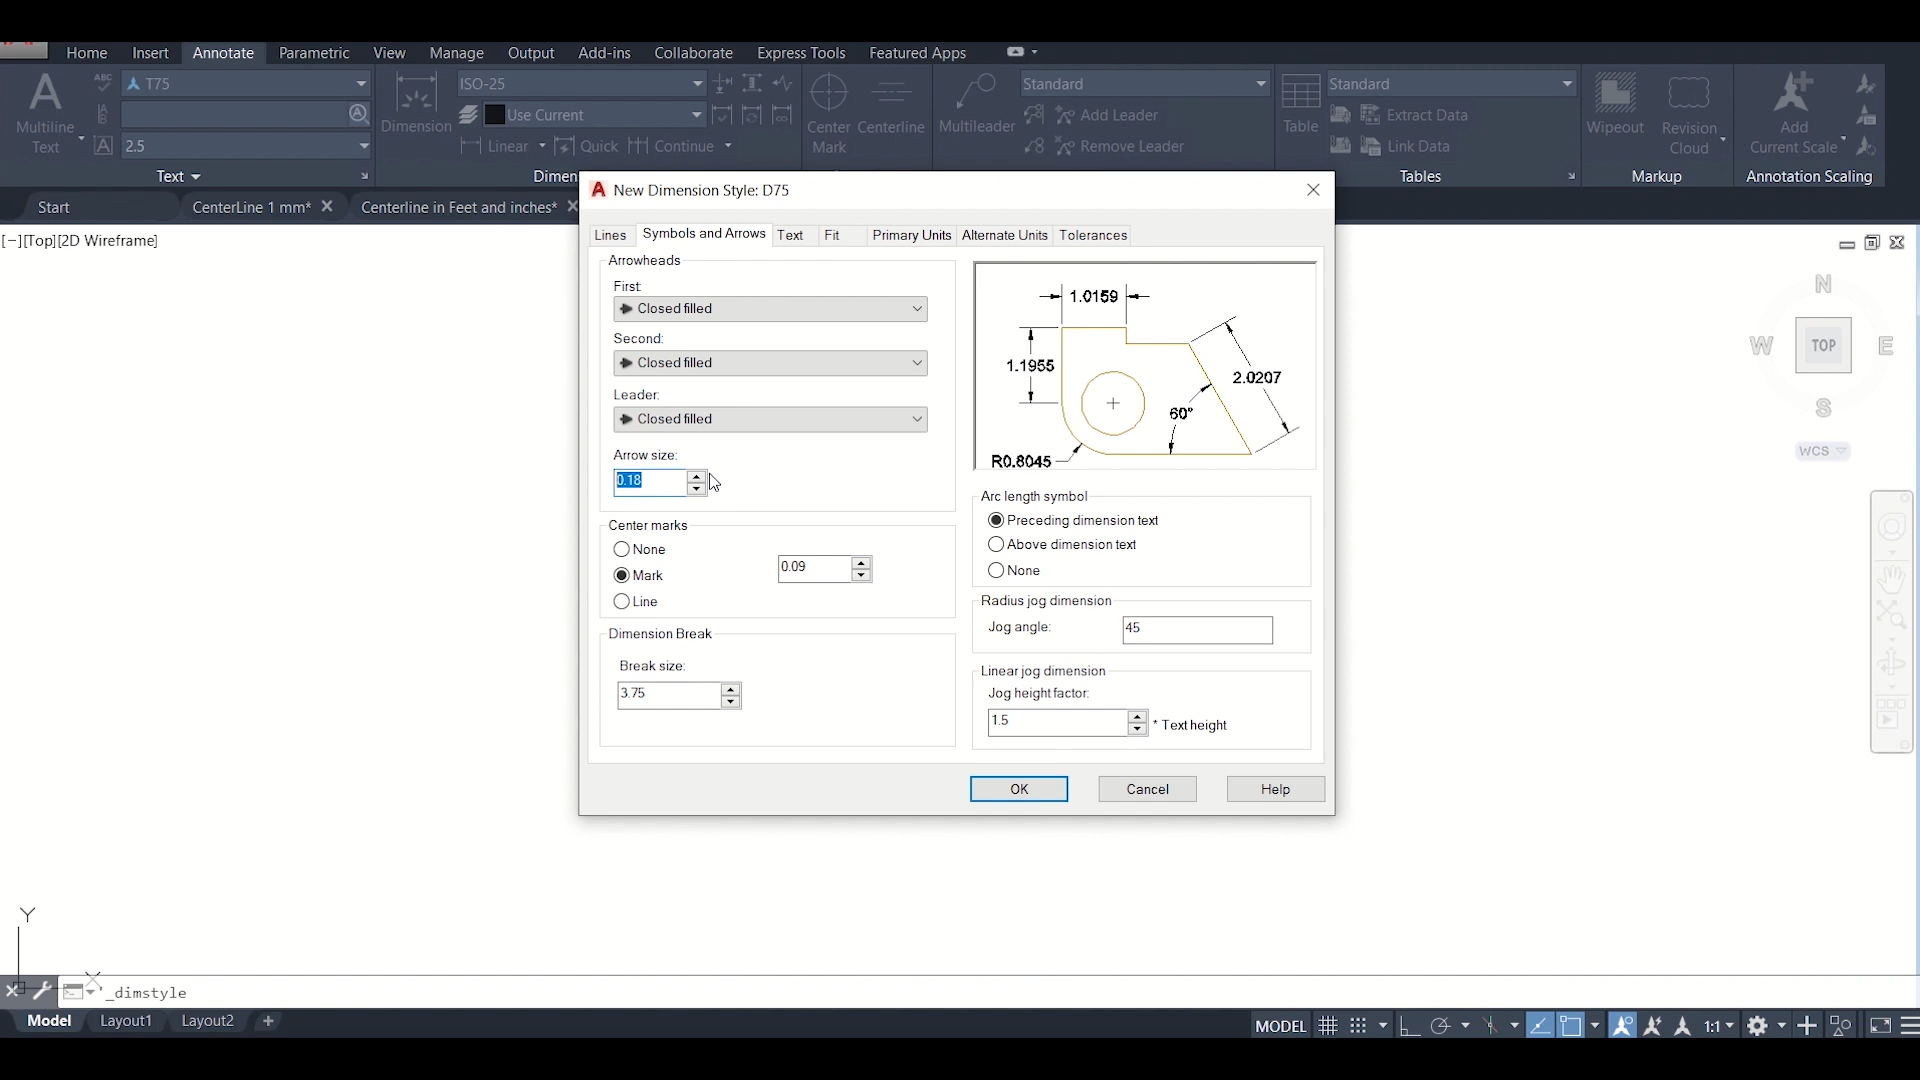 Home Insert Annotate Parametric View Manage Output Add-ins Collaborate Express Tools Featured Apps
T75 ISO-25 Standard Standard
Use Current Add Leader Extract Data
Multiline Text Dimension Center Mark Centerline Multileader Table Wipeout Revision Cloud Add Current Scale
2.5 Linear Quick Continue Remove Leader Link Data
Text Dimen Tables Markup Annotation Scaling
Start CenterLine 1 mm* Centerline in Feet and inches*
[−][Top][2D Wireframe]
New Dimension Style: D75
Lines Symbols and Arrows Text Fit Primary Units Alternate Units Tolerances
Arrowheads
First:
Closed filled
Second:
Closed filled
Leader:
Closed filled
Arrow size:
0.18
Center marks
None
Mark
0.09
Line
Dimension Break
Break size:
3.75
1.0159
1.1955
2.0207
60°
R0.8045
Arc length symbol
Preceding dimension text
Above dimension text
None
Radius jog dimension
Jog angle: 45
Linear jog dimension
Jog height factor:
1.5 * Text height
OK Cancel Help
N
W TOP E
S
WCS
Y
X
'_dimstyle
Model Layout1 Layout2 +
MODEL 1:1